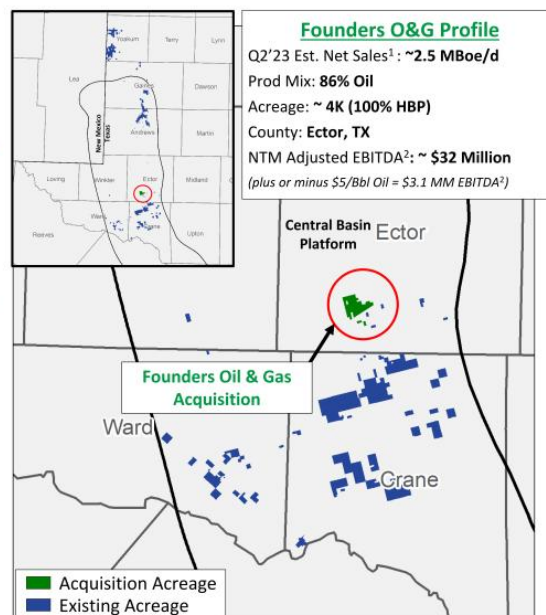 Founders O&G Profile
Q2'23 Est. Net Sales¹ : ~2.5 MBoe/d
Prod Mix: 86% Oil
Acreage: ~ 4K (100% HBP)
County: Ector, TX
NTM Adjusted EBITDA²: ~ $32 Million
(plus or minus $5/Bbl Oil = $3.1 MM EBITDA²)
Yoakum
Terry
Lynn
Lea
Gaines
Dawson
New Mexico
Texas
Andrews
Martin
Loving
Winkler
Ector
Midland
Ward
Crane
Reeves
Upton
Central Basin
Platform
Ector
Founders Oil & Gas
Acquisition
Ward
Crane
Acquisition Acreage
Existing Acreage